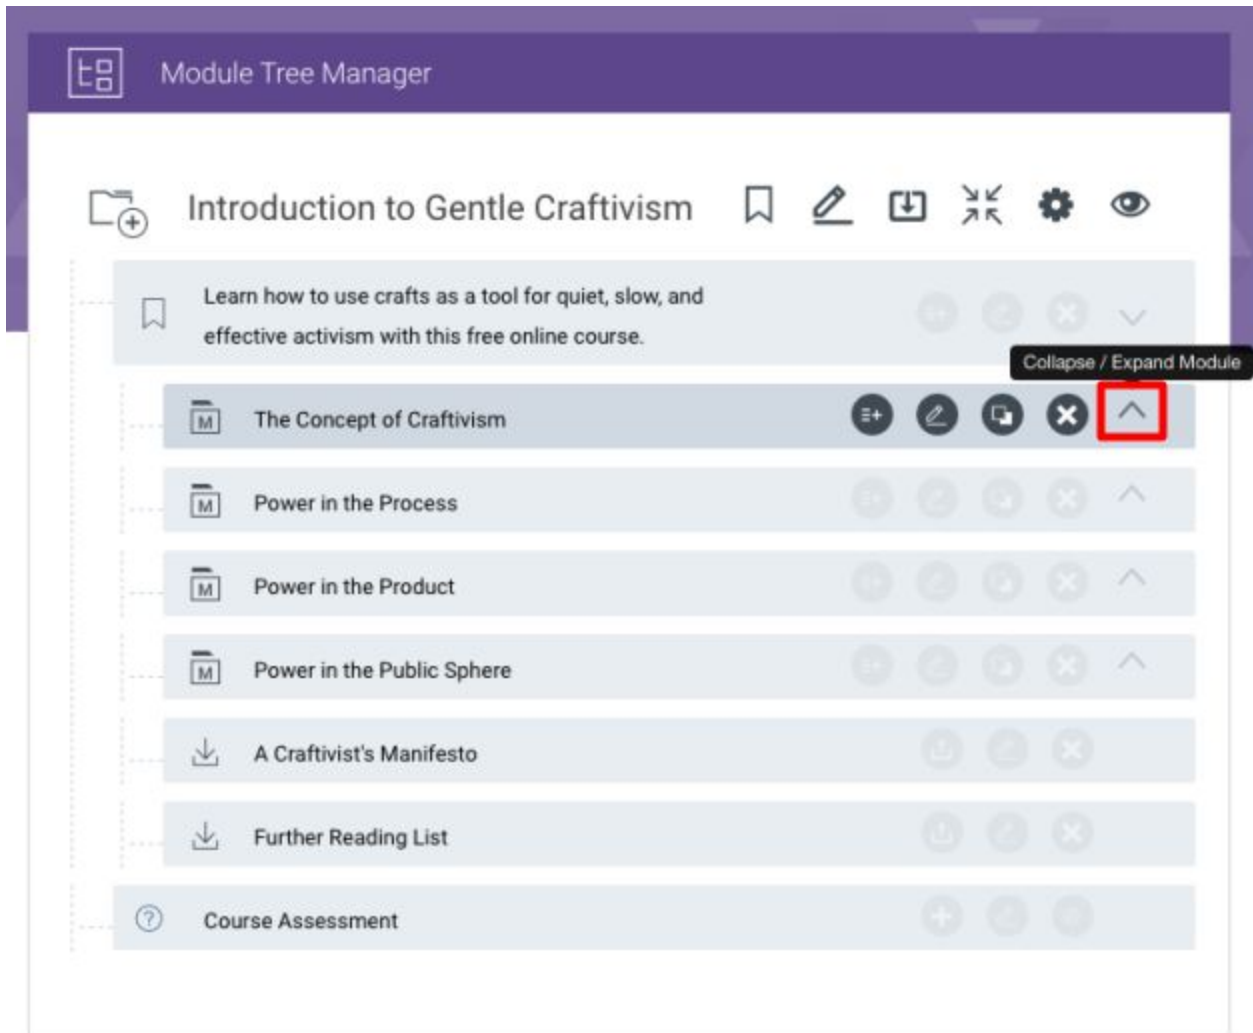 Module Tree Manager
Introduction to Gentle Craftivism
Learn how to use crafts as a tool for quiet, slow, and
effective activism with this free online course.
Collapse / Expand Module
M The Concept of Craftivism
M Power in the Process
M Power in the Product
M Power in the Public Sphere
A Craftivist's Manifesto
Further Reading List
? Course Assessment